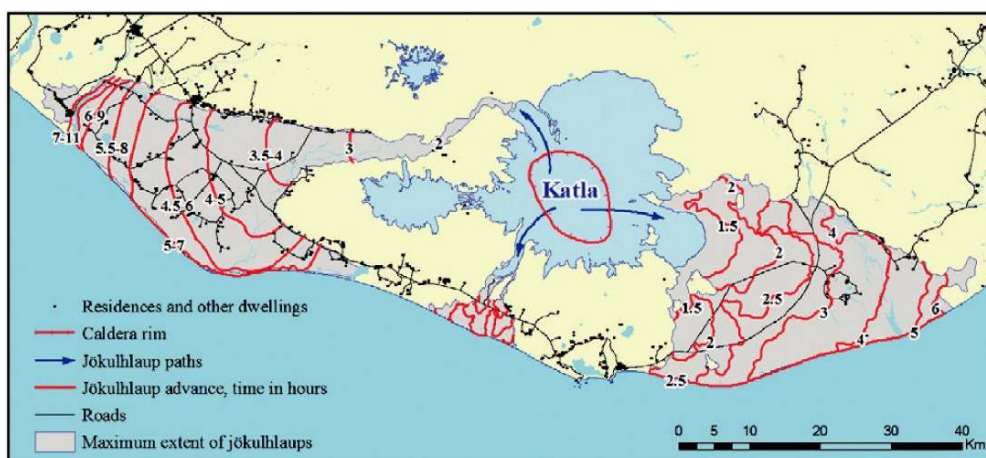 6-9
7-11
5.5-8
3.5-4
3
2
4.5-6
4-5
5-7
Katla
2
1.5
4
2
2.5
1.5
3
2
2.5
4
5
6
Residences and other dwellings
Caldera rim
Jökulhlaup paths
Jökulhlaup advance, time in hours
Roads
Maximum extent of jökulhlaups
0 5 10 20 30 40
Km